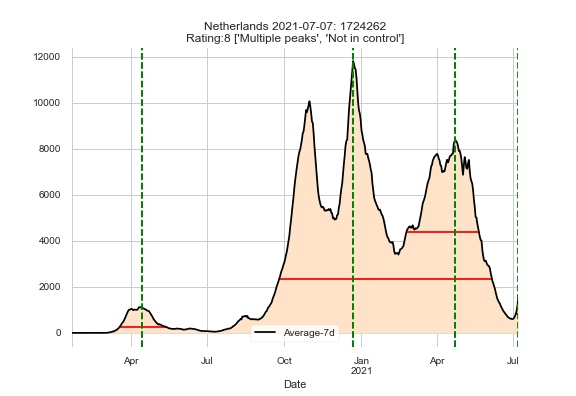 Netherlands 2021-07-07: 1724262
Rating:8 ['Multiple peaks', 'Not in control']
12000
10000
8000
6000
4000
2000
0
Average-7d
Apr Jul Oct Jan Apr Jul
2021
Date